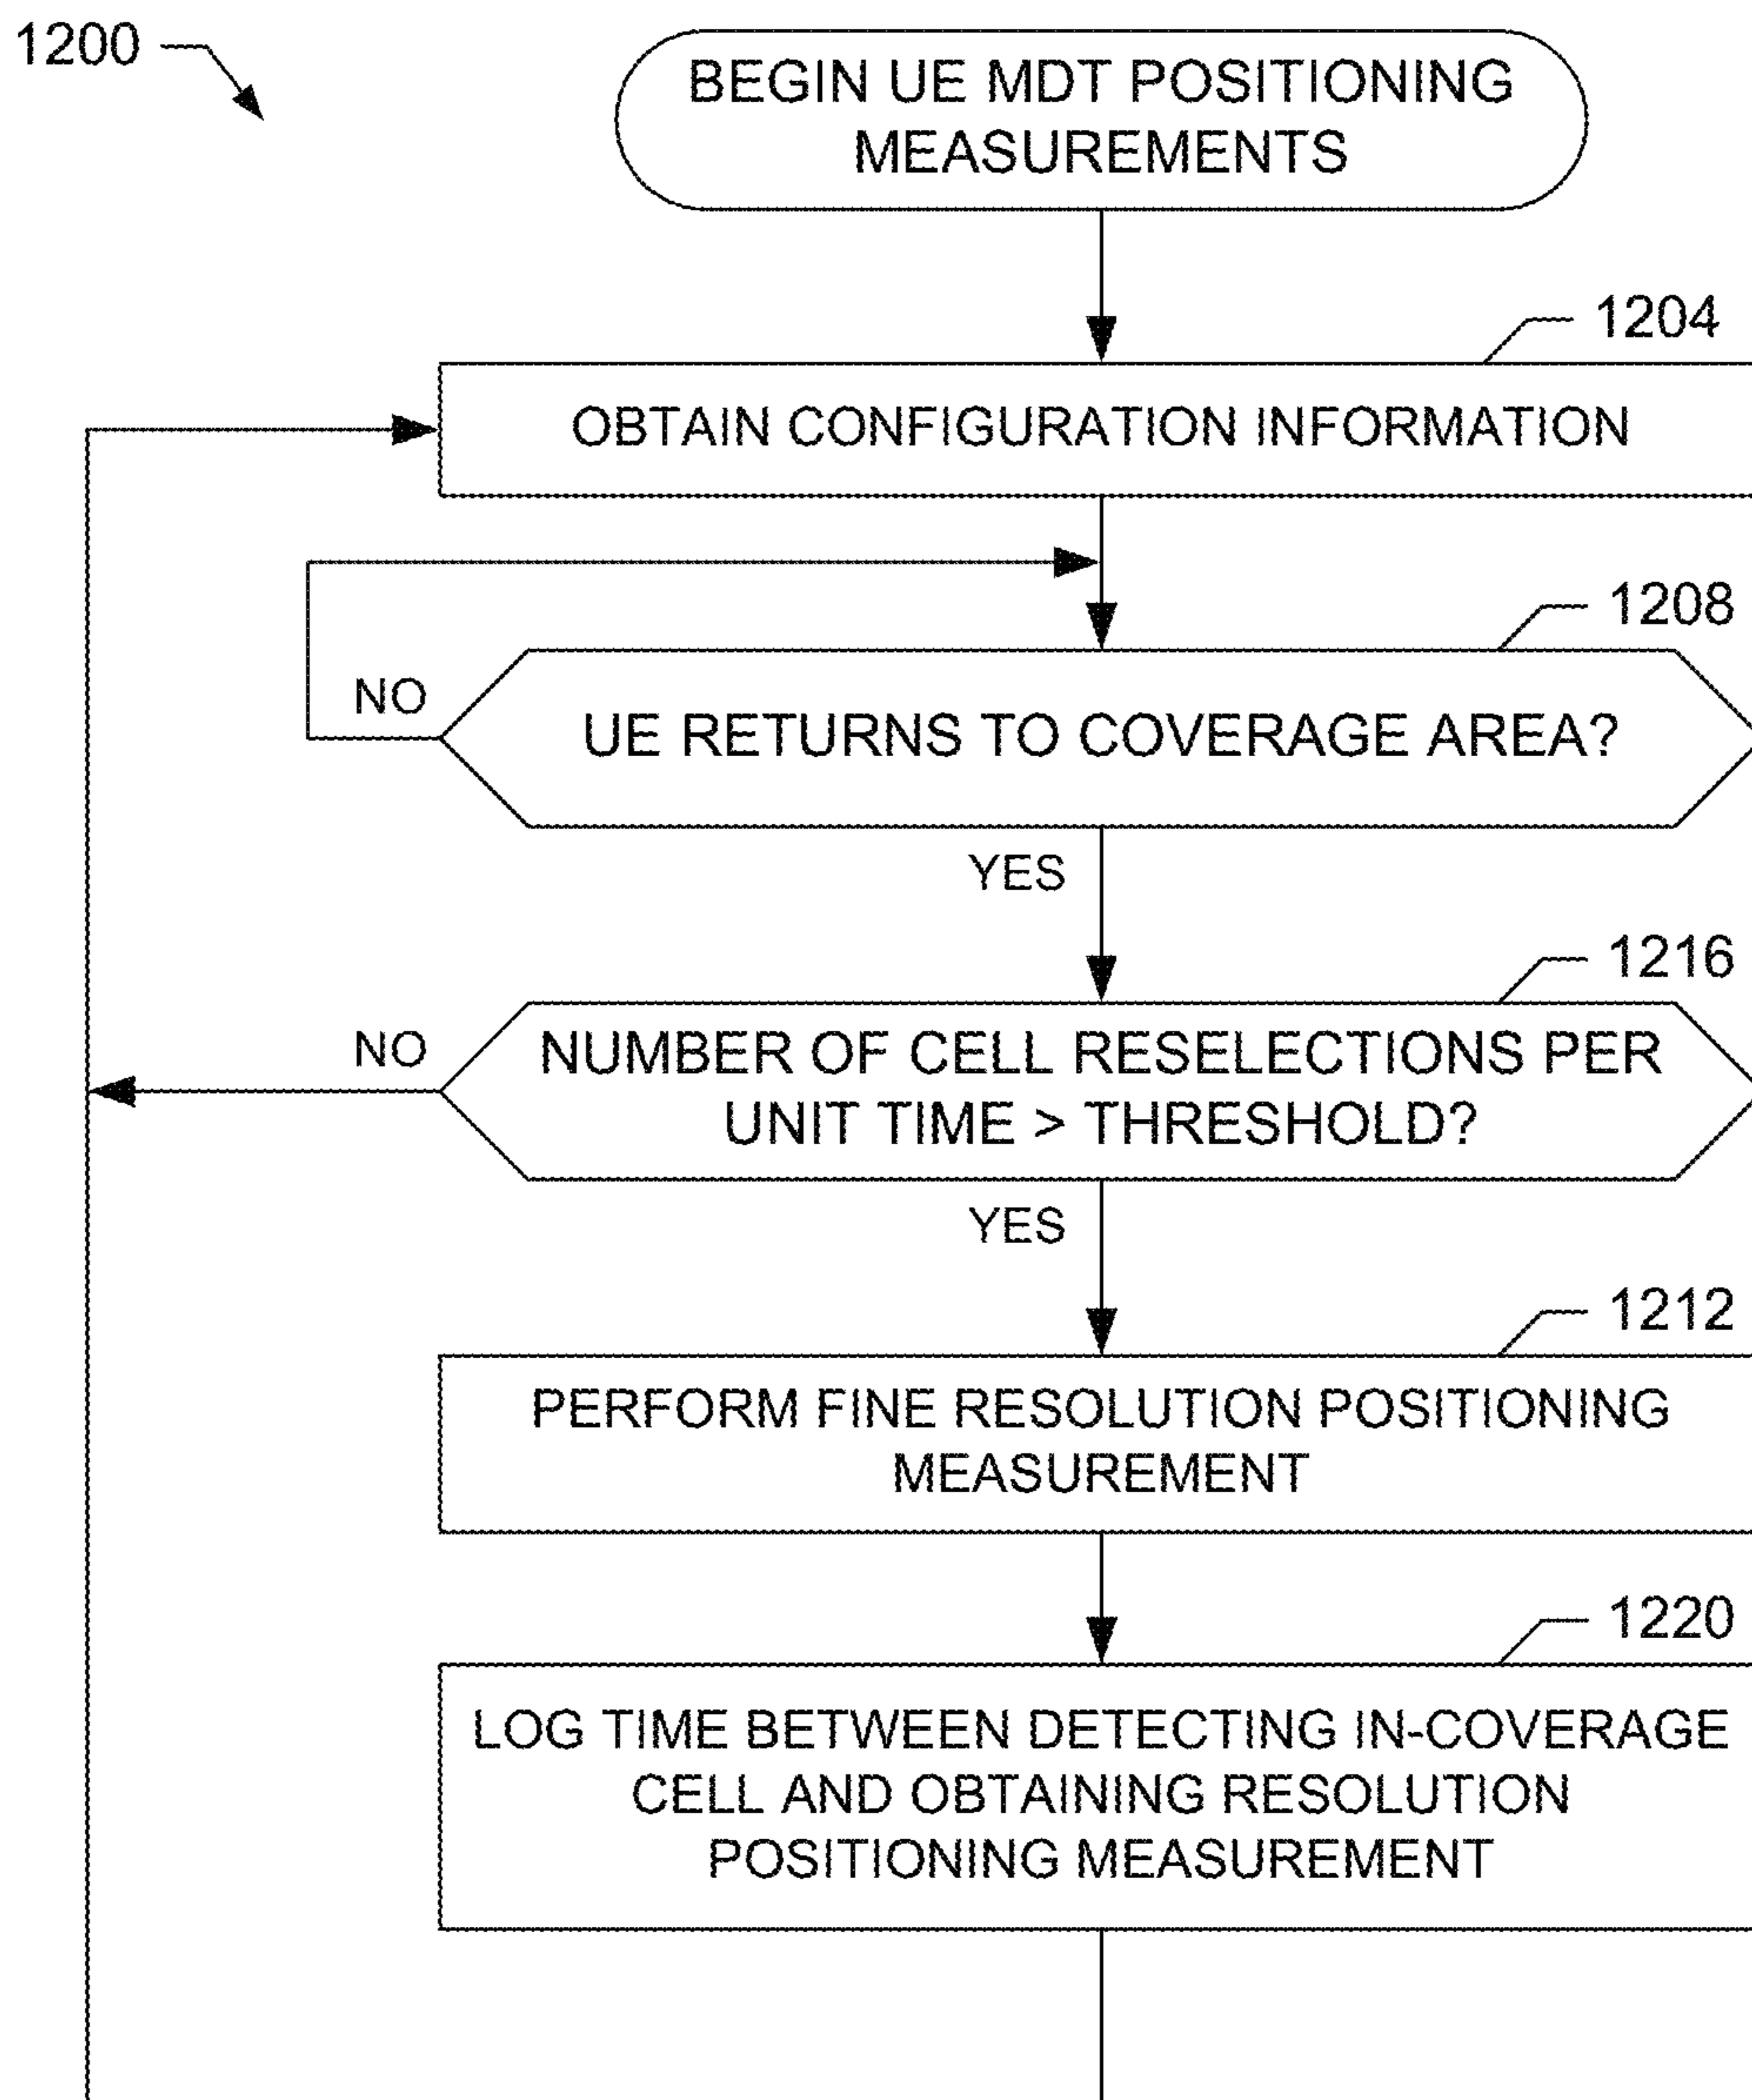 1200
BEGIN UE MDT POSITIONING
MEASUREMENTS
1204
OBTAIN CONFIGURATION INFORMATION
1208
NO
UE RETURNS TO COVERAGE AREA?
YES
1216
NO
NUMBER OF CELL RESELECTIONS PER
UNIT TIME > THRESHOLD?
YES
1212
PERFORM FINE RESOLUTION POSITIONING
MEASUREMENT
1220
LOG TIME BETWEEN DETECTING IN-COVERAGE
CELL AND OBTAINING RESOLUTION
POSITIONING MEASUREMENT